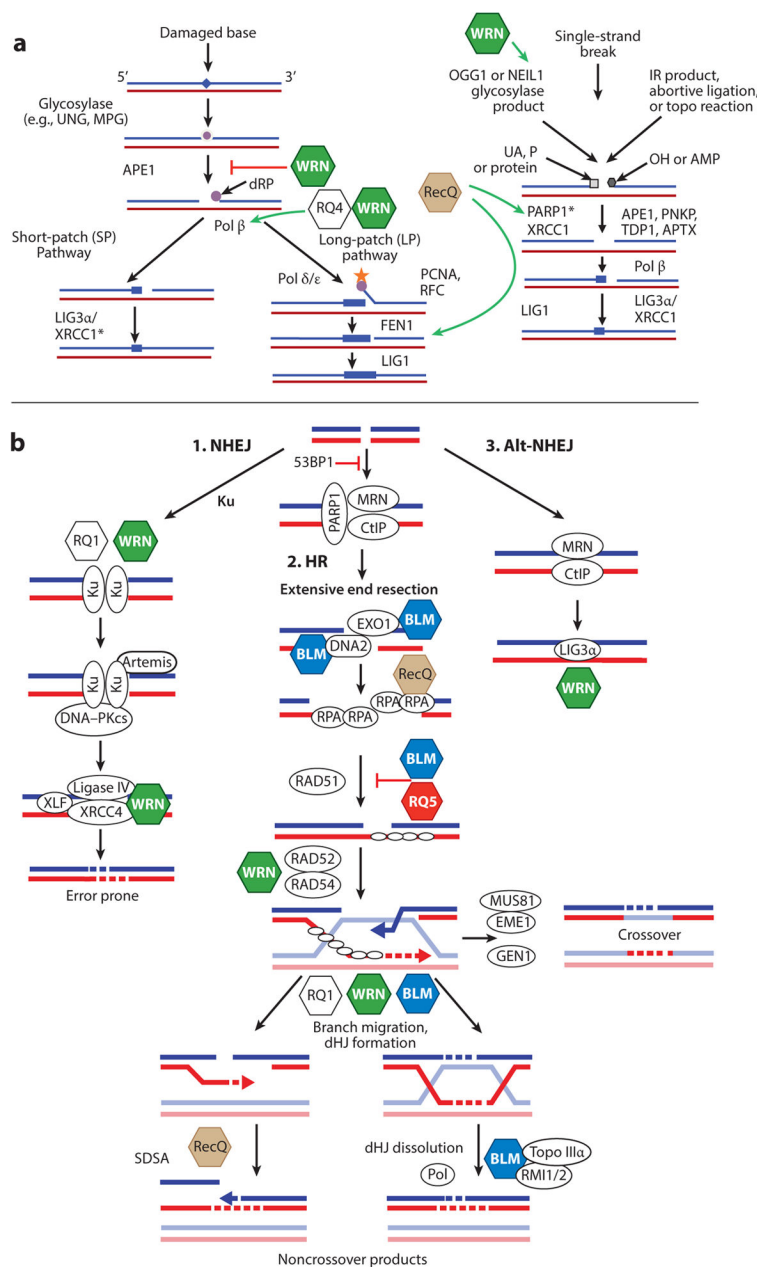 a
Damaged base
5′
3′
Glycosylase
(e.g., UNG, MPG)
APE1
WRN
dRP
RQ4
WRN
Pol β
Short-patch (SP)
Pathway
Long-patch (LP)
pathway
Pol δ/ε
PCNA,
RFC
LIG3α/
XRCC1*
FEN1
LIG1
WRN
Single-strand
break
OGG1 or NEIL1
glycosylase
product
IR product,
abortive ligation,
or topo reaction
UA, P
or protein
OH or AMP
RecQ
PARP1*
XRCC1
APE1, PNKP,
TDP1, APTX
Pol β
LIG1
LIG3α/
XRCC1
b
1. NHEJ
3. Alt-NHEJ
53BP1
Ku
PARP1
MRN
CtIP
RQ1
WRN
Ku
Ku
2. HR
Extensive end resection
MRN
CtIP
EXO1
BLM
BLM
DNA2
LIG3α
WRN
Artemis
Ku
Ku
DNA–PKcs
RecQ
RPA
RPA
RPA
RPA
RAD51
BLM
RQ5
Ligase IV
XLF
XRCC4
WRN
Error prone
WRN
RAD52
RAD54
MUS81
EME1
GEN1
Crossover
RQ1
WRN
BLM
Branch migration,
dHJ formation
SDSA
RecQ
dHJ dissolution
Pol
BLM
Topo IIIα
RMI1/2
Noncrossover products